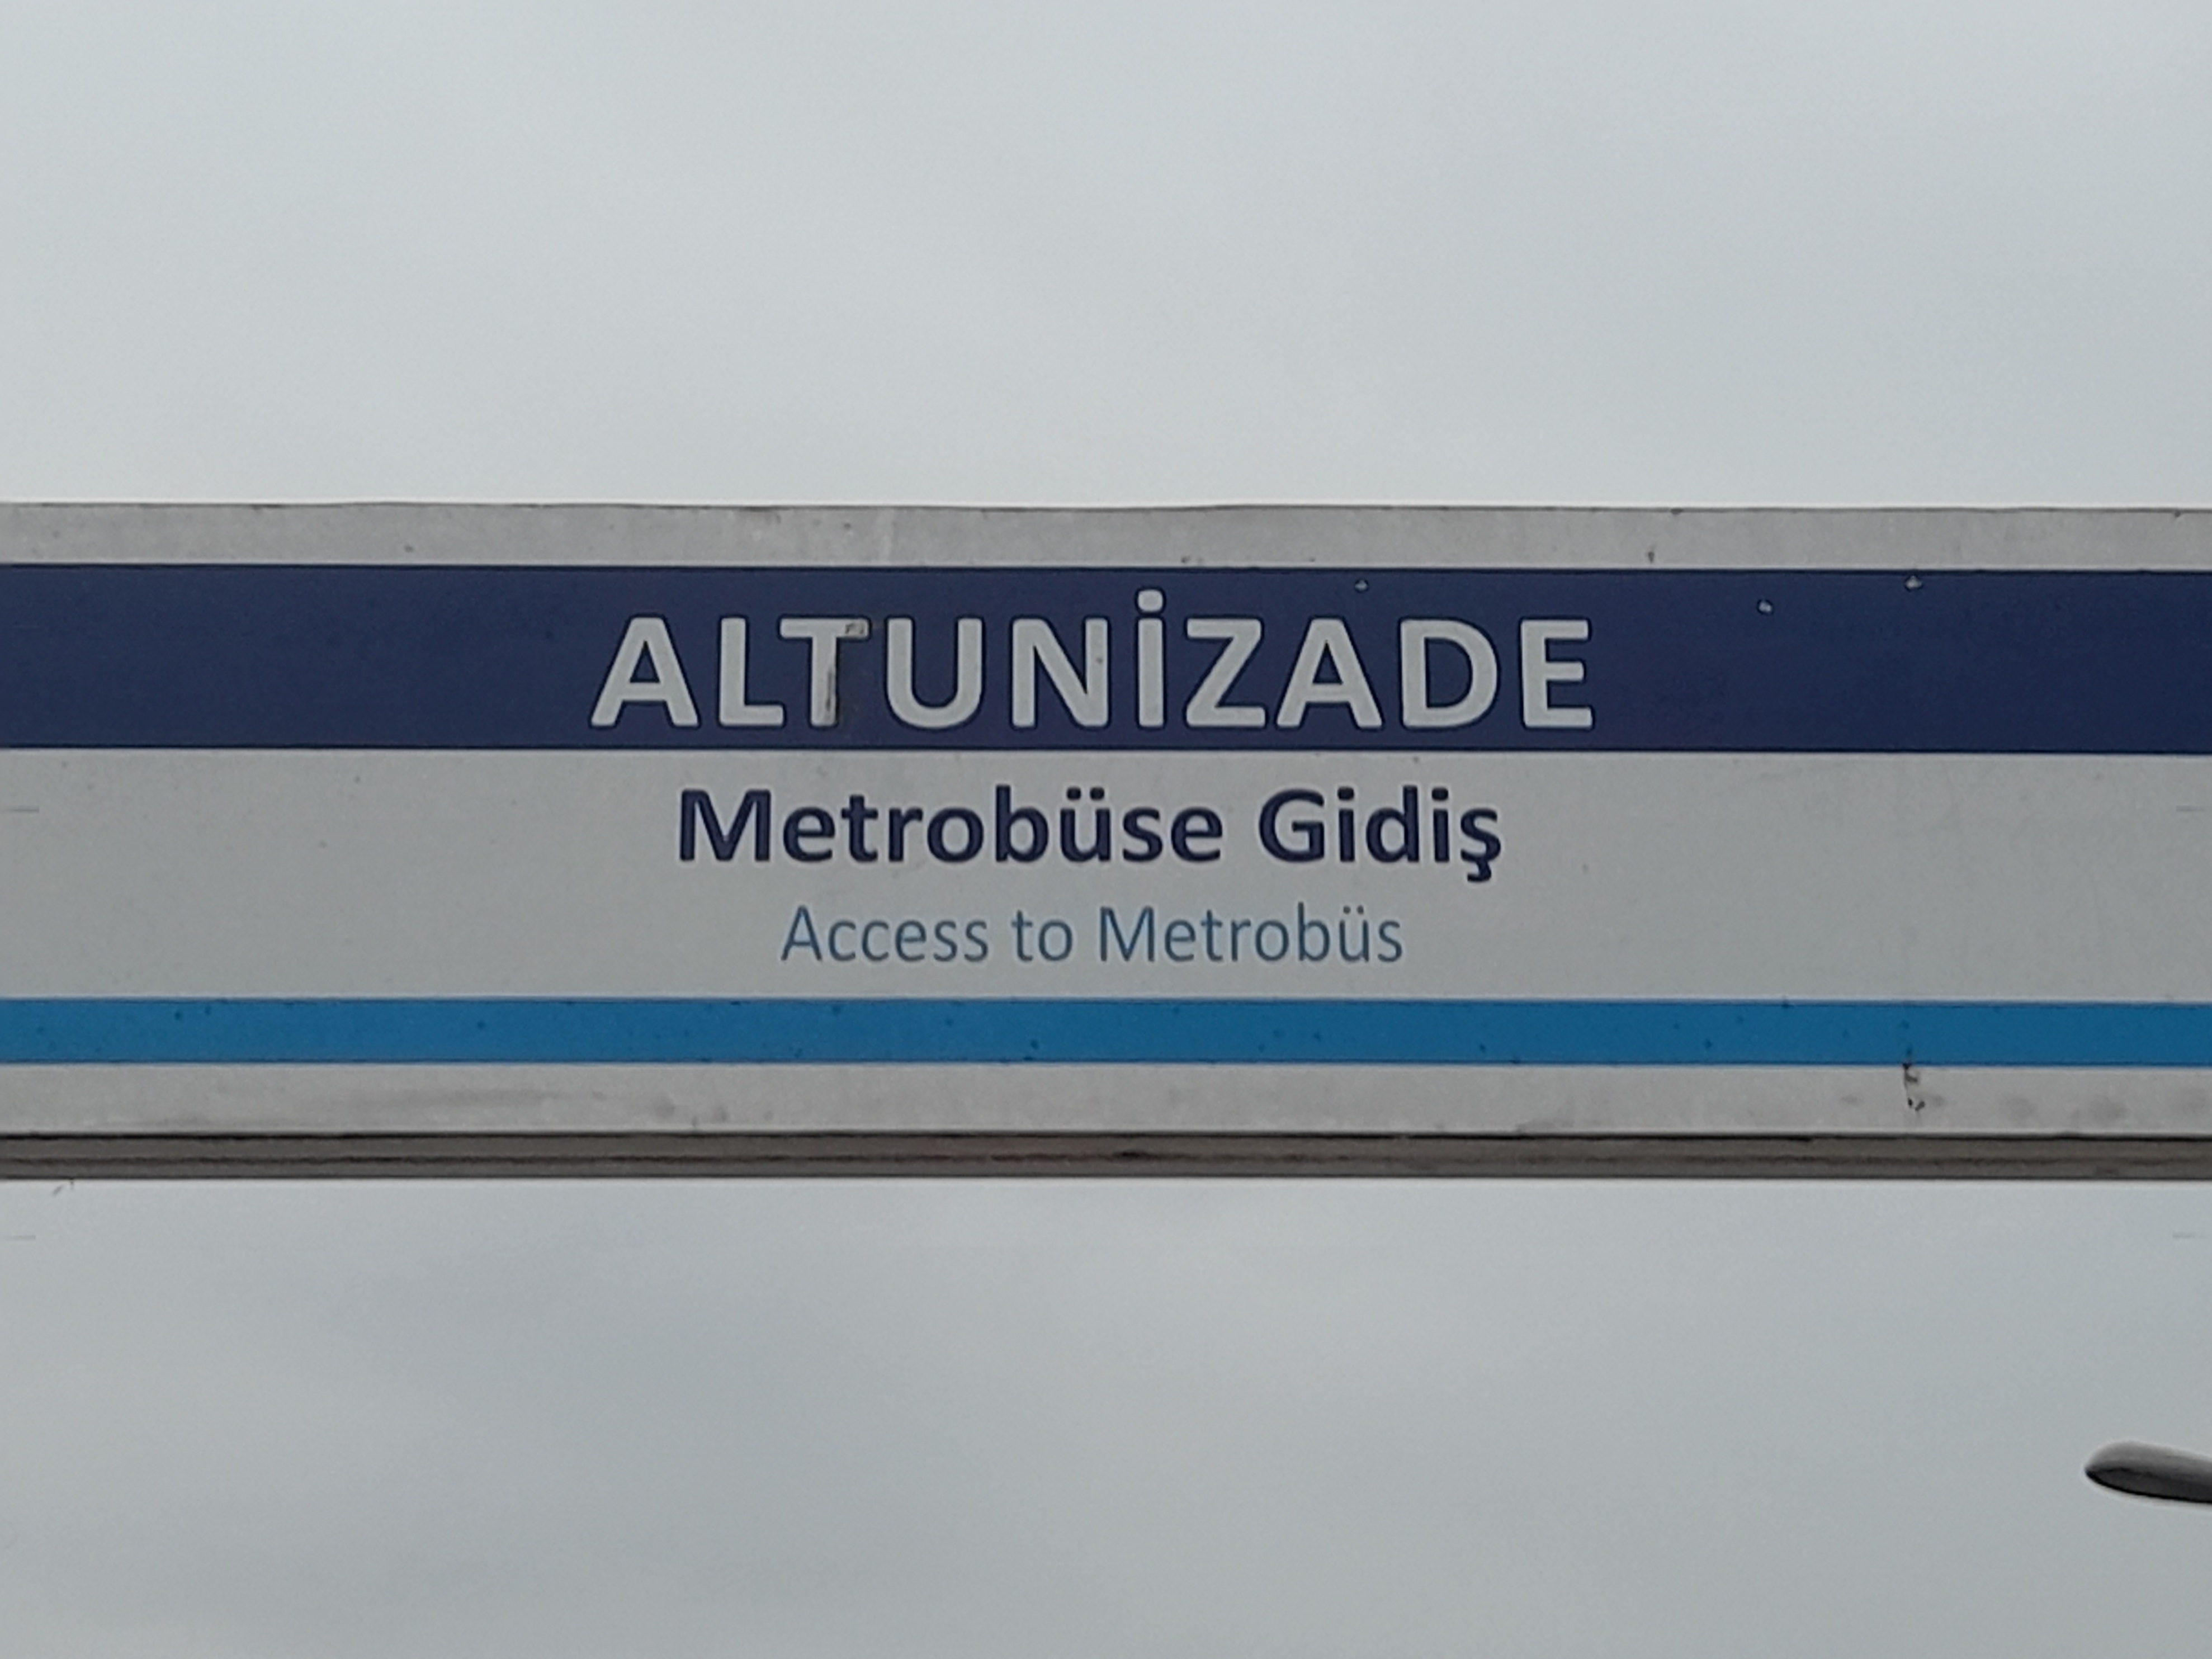 ALTUNİZADE
Metrobüse Gidiş
Access to Metrobüs